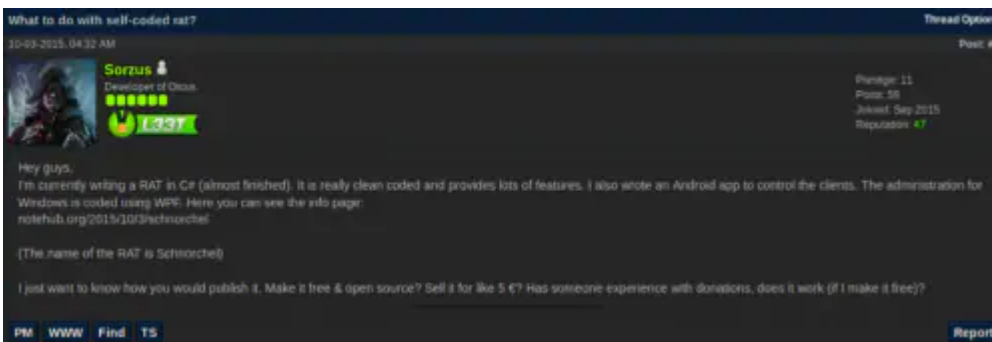 What to do with self-coded rat?
Thread Option
10-03-2015, 04:32 AM
Post: #
Sorzus
Developer of Orcus
L33T
Prestige: 11
Posts: 58
Joined: Sep 2015
Reputation: 47
Hey guys,
I'm currently writing a RAT in C# (almost finished). It is really clean coded and provides lots of features. I also wrote an Android app to control the clients. The administration for
Windows is coded using WPF. Here you can see the info page:
notehub.org/2015/10/3/schnorchel
(The name of the RAT is Schnorchel)
I just want to know how you would publish it. Make it free & open source? Sell it for like 5 €? Has someone experience with donations, does it work (if I make it free)?
PM WWW Find TS
Report